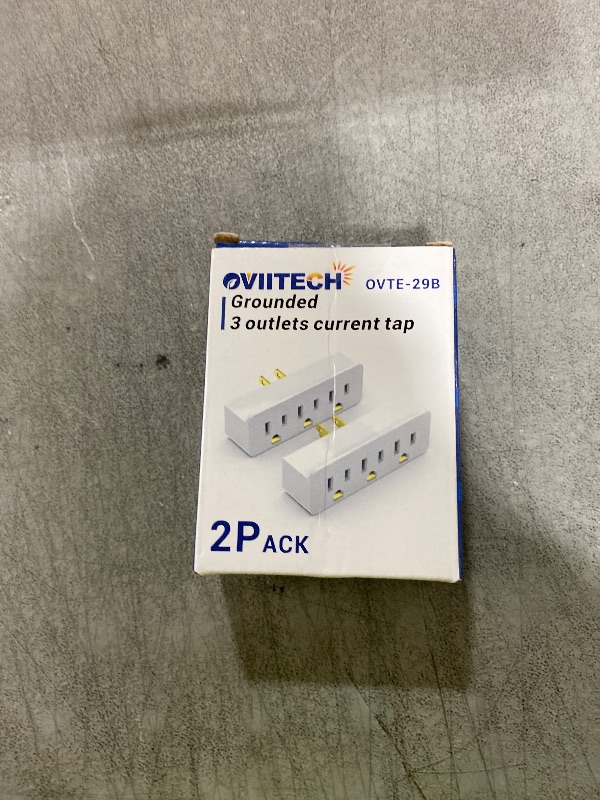 OVIITECH OVTE-29B
Grounded
3 outlets current tap
2PACK